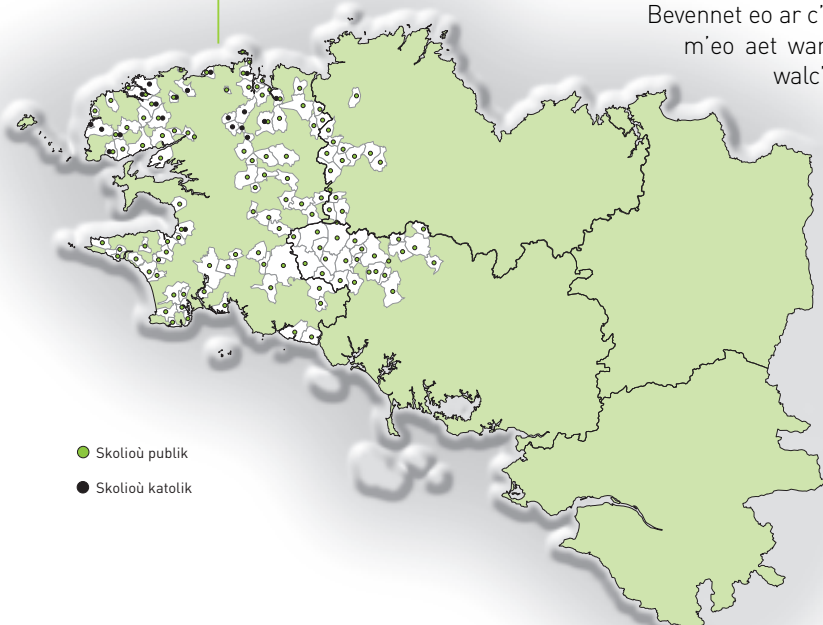 Bevennet eo ar c'
m'eo aet war
walc'
Skolioù publik
Skolioù katolik